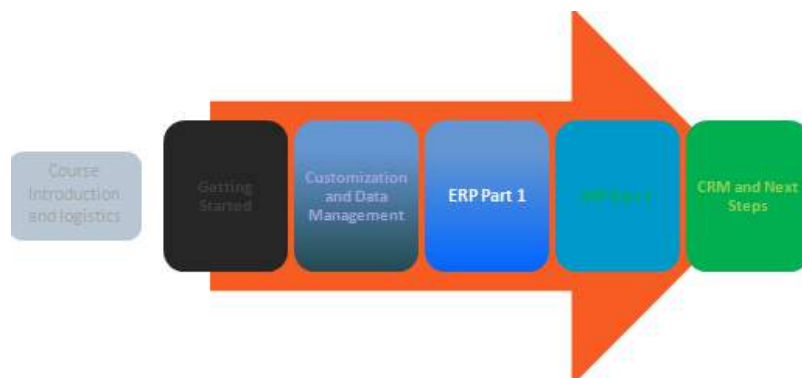 Course
Introduction
and logistics
Getting
Started
Customization
and Data
Management
ERP Part 1
CRM and Next
Steps